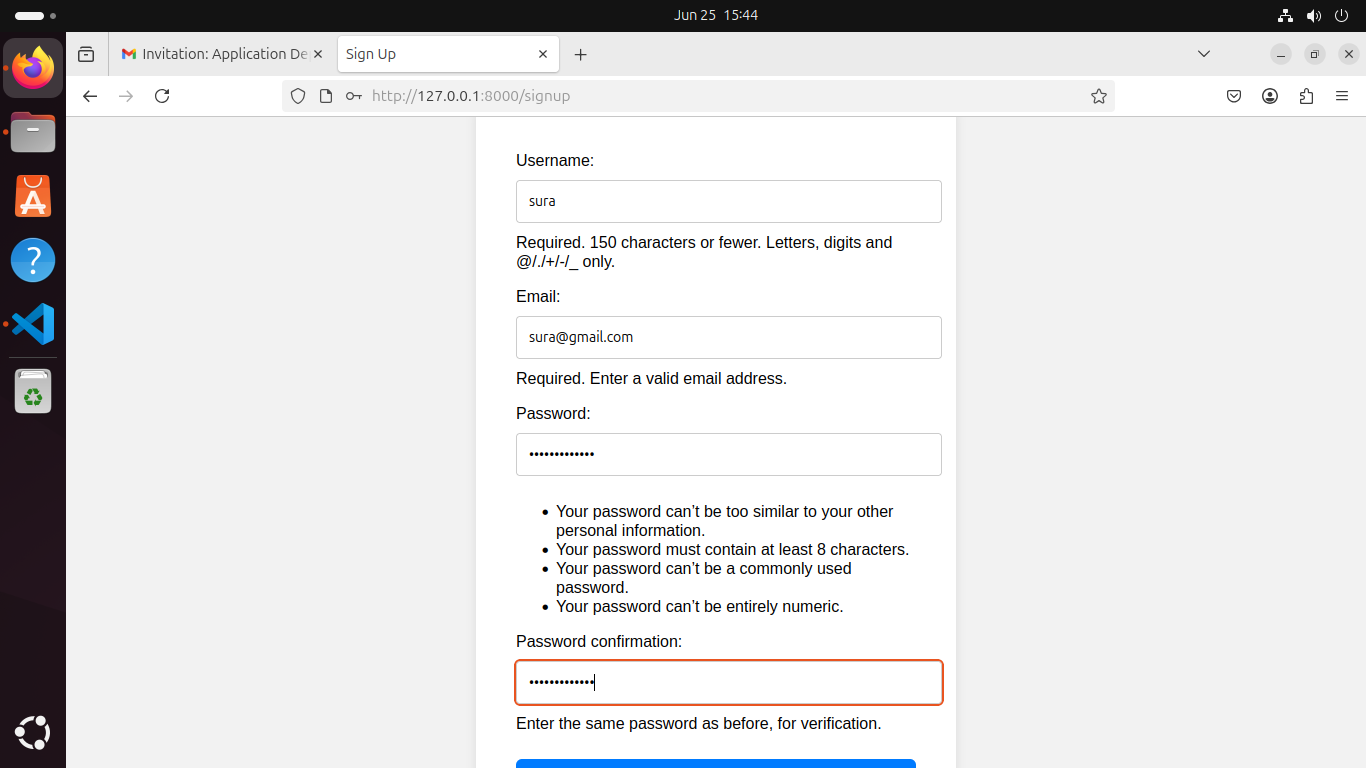 Jun 25 15:44
Invitation: Application De
Sign Up
http://127.0.0.1:8000/signup
Username:
sura
Required. 150 characters or fewer. Letters, digits and
@/./+/-/_ only.
Email:
sura@gmail.com
Required. Enter a valid email address.
Password:
•••••••••••••
• Your password can’t be too similar to your other
personal information.
• Your password must contain at least 8 characters.
• Your password can’t be a commonly used
password.
• Your password can’t be entirely numeric.
Password confirmation:
•••••••••••••
Enter the same password as before, for verification.